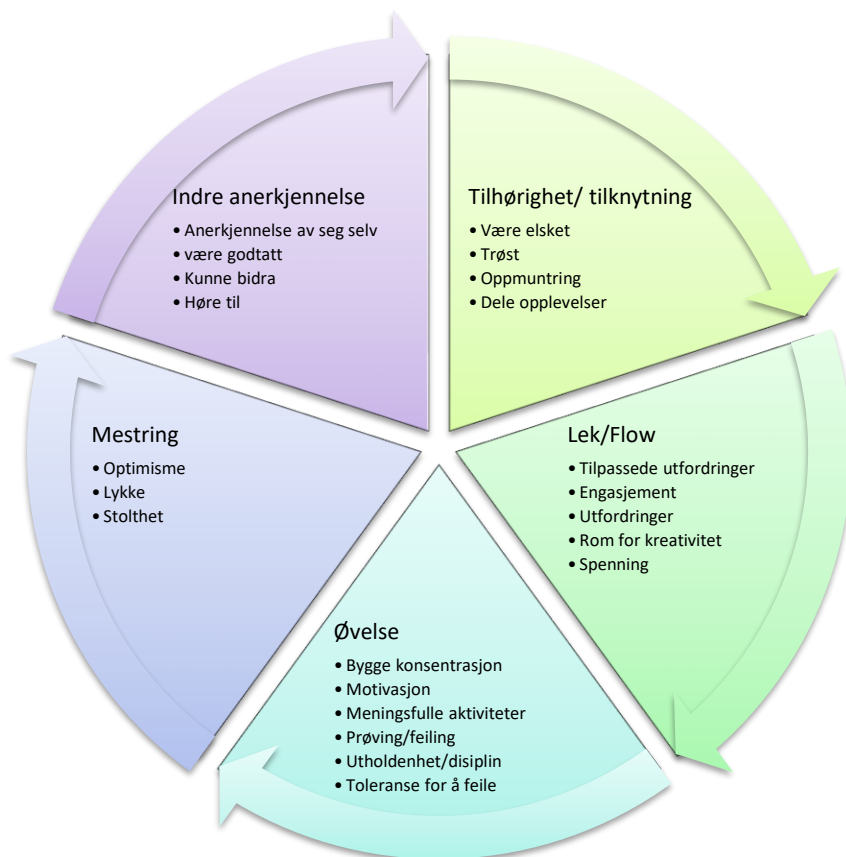 Indre anerkjennelse
• Anerkjennelse av seg selv
• være godtatt
• Kunne bidra
• Høre til
Tilhørighet/ tilknytning
• Være elsket
• Trøst
• Oppmuntring
• Dele opplevelser
Lek/Flow
• Tilpassede utfordringer
• Engasjement
• Utfordringer
• Rom for kreativitet
• Spenning
Øvelse
• Bygge konsentrasjon
• Motivasjon
• Meningsfulle aktiviteter
• Prøving/feiling
• Utholdenhet/disiplin
• Toleranse for å feile
Mestring
• Optimisme
• Lykke
• Stolthet